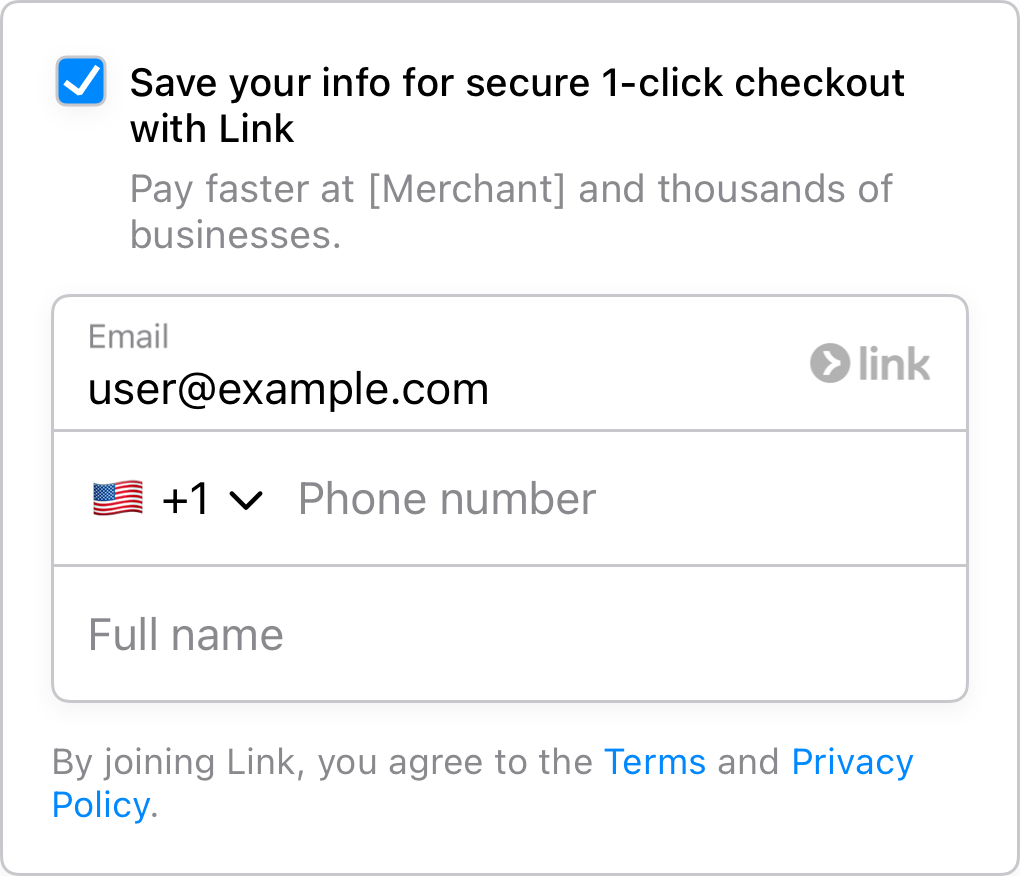 Save your info for secure 1-click checkout
with Link
Pay faster at [Merchant] and thousands of
businesses.
Email
user@example.com
link
+1
Phone number
Full name
By joining Link, you agree to the Terms and Privacy
Policy.